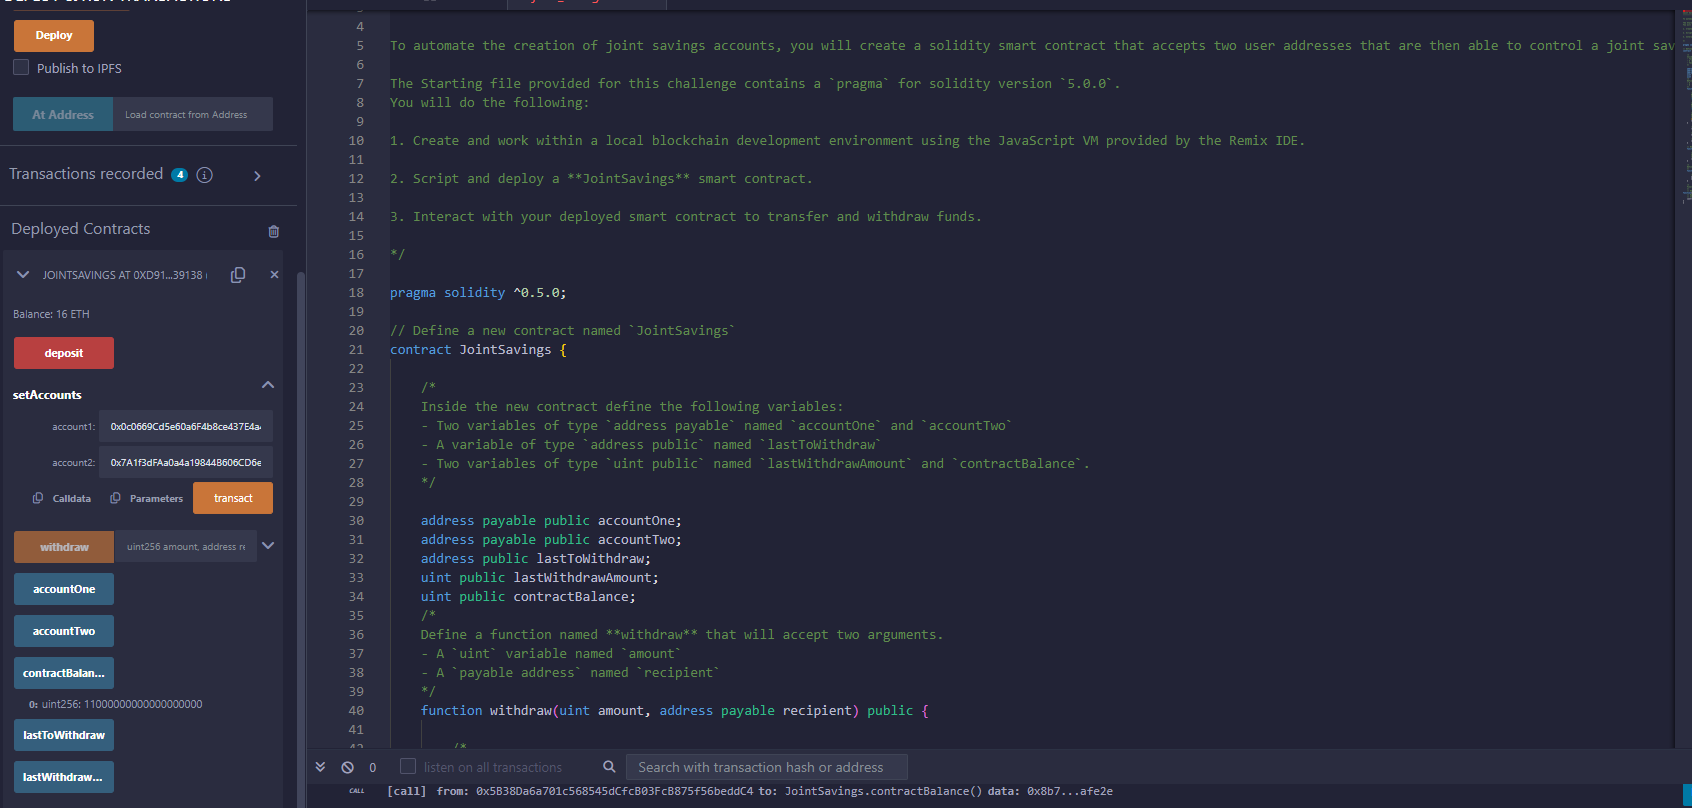 Deploy
Publish to IPFS
At Address
Load contract from Address
Transactions recorded 4
Deployed Contracts
JOINTSAVINGS AT 0XD91...39138
Balance: 16 ETH
deposit
setAccounts
account1: 0x0c0669Cd5e60a6F4b8ce437E4a
account2: 0x7A1f3dFAa0a4a19844B606CD6e
Calldata
Parameters
transact
withdraw
uint256 amount, address re
accountOne
accountTwo
contractBalan...
0: uint256: 11000000000000000000
lastToWithdraw
lastWithdraw...
4
5 To automate the creation of joint savings accounts, you will create a solidity smart contract that accepts two user addresses that are then able to control a joint sav
6
7 The Starting file provided for this challenge contains a `pragma` for solidity version `5.0.0`.
8 You will do the following:
9
10 1. Create and work within a local blockchain development environment using the JavaScript VM provided by the Remix IDE.
11
12 2. Script and deploy a **JointSavings** smart contract.
13
14 3. Interact with your deployed smart contract to transfer and withdraw funds.
15
16 */
17
18 pragma solidity ^0.5.0;
19
20 // Define a new contract named `JointSavings`
21 contract JointSavings {
22
23 /*
24 Inside the new contract define the following variables:
25 - Two variables of type `address payable` named `accountOne` and `accountTwo`
26 - A variable of type `address public` named `lastToWithdraw`
27 - Two variables of type `uint public` named `lastWithdrawAmount` and `contractBalance`.
28 */
29
30 address payable public accountOne;
31 address payable public accountTwo;
32 address public lastToWithdraw;
33 uint public lastWithdrawAmount;
34 uint public contractBalance;
35 /*
36 Define a function named **withdraw** that will accept two arguments.
37 - A `uint` variable named `amount`
38 - A `payable address` named `recipient`
39 */
40 function withdraw(uint amount, address payable recipient) public {
41
42 /*
0
listen on all transactions
Search with transaction hash or address
CALL [call] from: 0x5B38Da6a701c568545dCfcB03FcB875f56beddC4 to: JointSavings.contractBalance() data: 0x8b7...afe2e